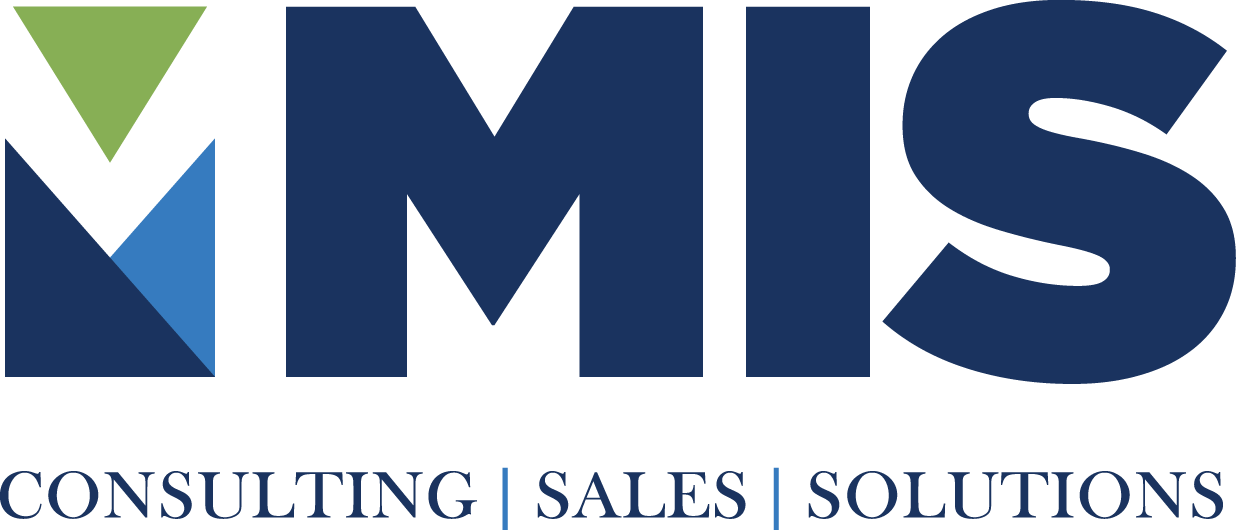 MIS
CONSULTING | SALES | SOLUTIONS